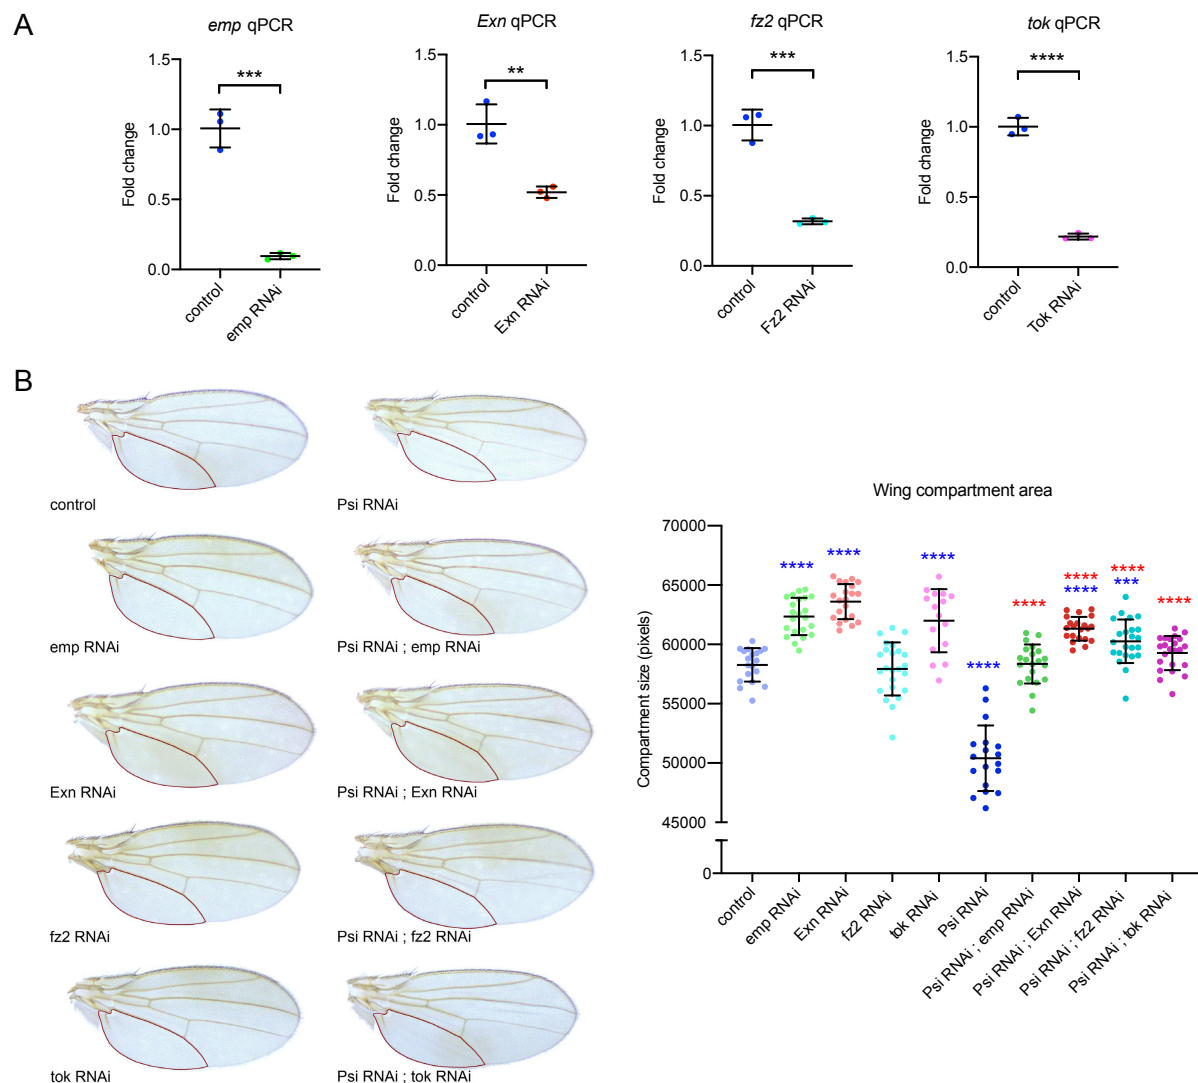 A
emp qPCR
1.5
1.0
0.5
0.0
Fold change
***
control
emp RNAi
Exn qPCR
1.5
1.0
0.5
0.0
Fold change
**
control
Exn RNAi
fz2 qPCR
1.5
1.0
0.5
0.0
Fold change
***
control
Fz2 RNAi
tok qPCR
1.5
1.0
0.5
0.0
Fold change
****
control
Tok RNAi
B
control
Psi RNAi
emp RNAi
Psi RNAi ; emp RNAi
Exn RNAi
Psi RNAi ; Exn RNAi
fz2 RNAi
Psi RNAi ; fz2 RNAi
tok RNAi
Psi RNAi ; tok RNAi
Wing compartment area
Compartment size (pixels)
70000
65000
60000
55000
50000
45000
0
****
****
****
****
****
****
****
****
***
****
control
emp RNAi
Exn RNAi
fz2 RNAi
tok RNAi
Psi RNAi
Psi RNAi ; emp RNAi
Psi RNAi ; Exn RNAi
Psi RNAi ; fz2 RNAi
Psi RNAi ; tok RNAi